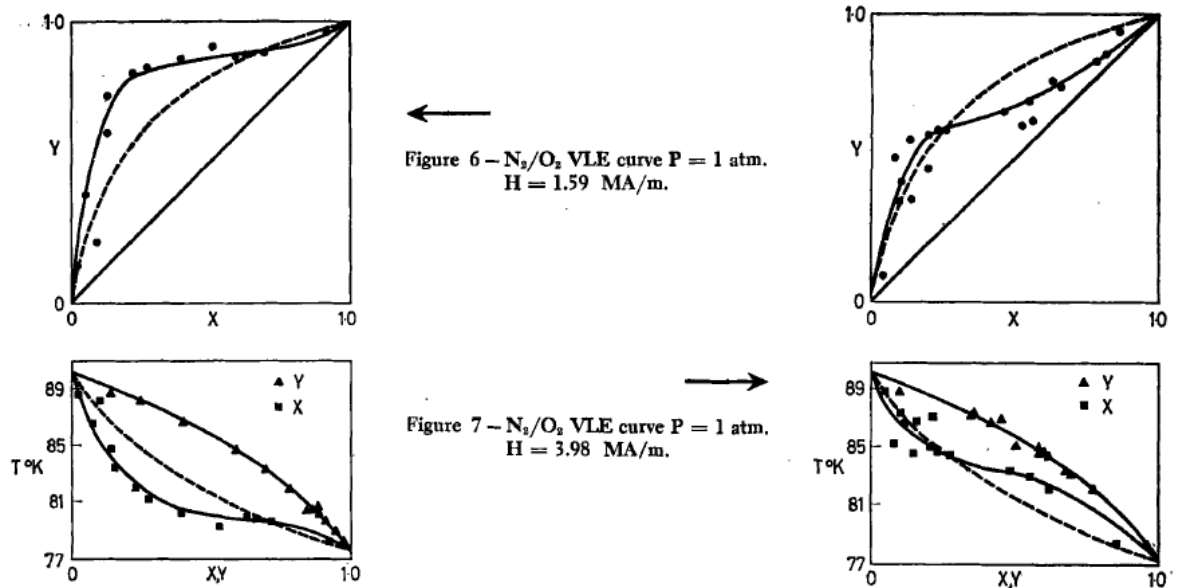 1·0
Y
0
0
X
1·0
Figure 6 – N₂/O₂ VLE curve P = 1 atm.
H = 1.59 MA/m.
1·0
Y
0
0
X
1·0
89
85
T°K
81
77
▲ Y
■ X
0
X,Y
1·0
Figure 7 – N₂/O₂ VLE curve P = 1 atm.
H = 3.98 MA/m.
89
85
T°K
81
77
▲ Y
■ X
0
X,Y
1·0